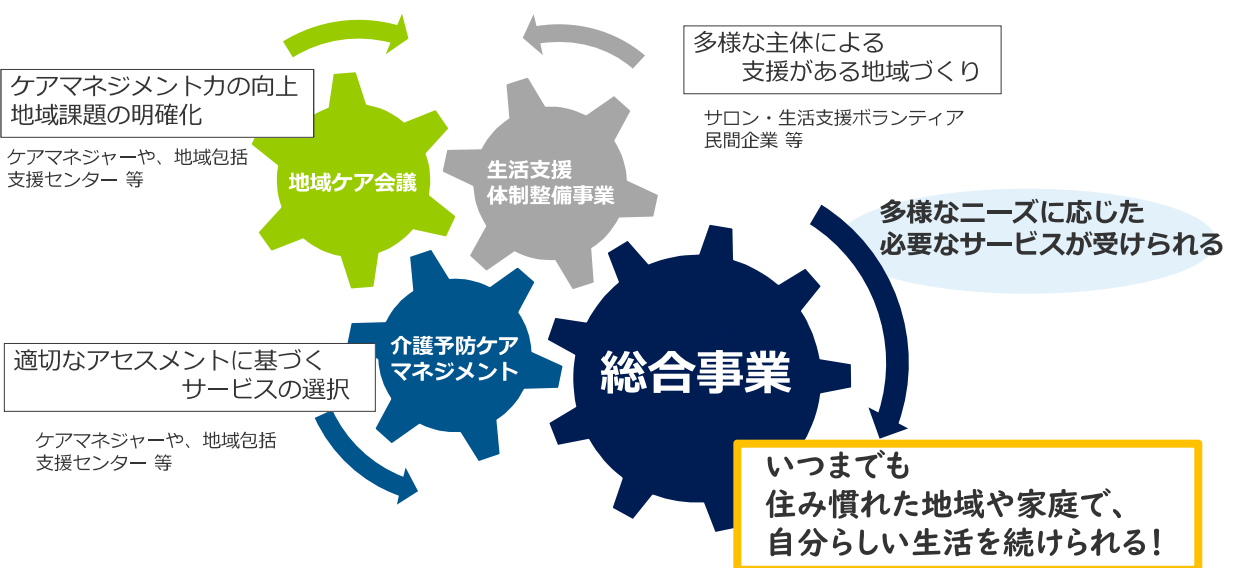 ケアマネジメント力の向上
地域課題の明確化
ケアマネジャーや、地域包括
支援センター 等
地域ケア会議
生活支援
体制整備事業
多様な主体による
支援がある地域づくり
サロン・生活支援ボランティア
民間企業 等
多様なニーズに応じた
必要なサービスが受けられる
適切なアセスメントに基づく
サービスの選択
ケアマネジャーや、地域包括
支援センター 等
介護予防ケア
マネジメント
総合事業
いつまでも
住み慣れた地域や家庭で、
自分らしい生活を続けられる！